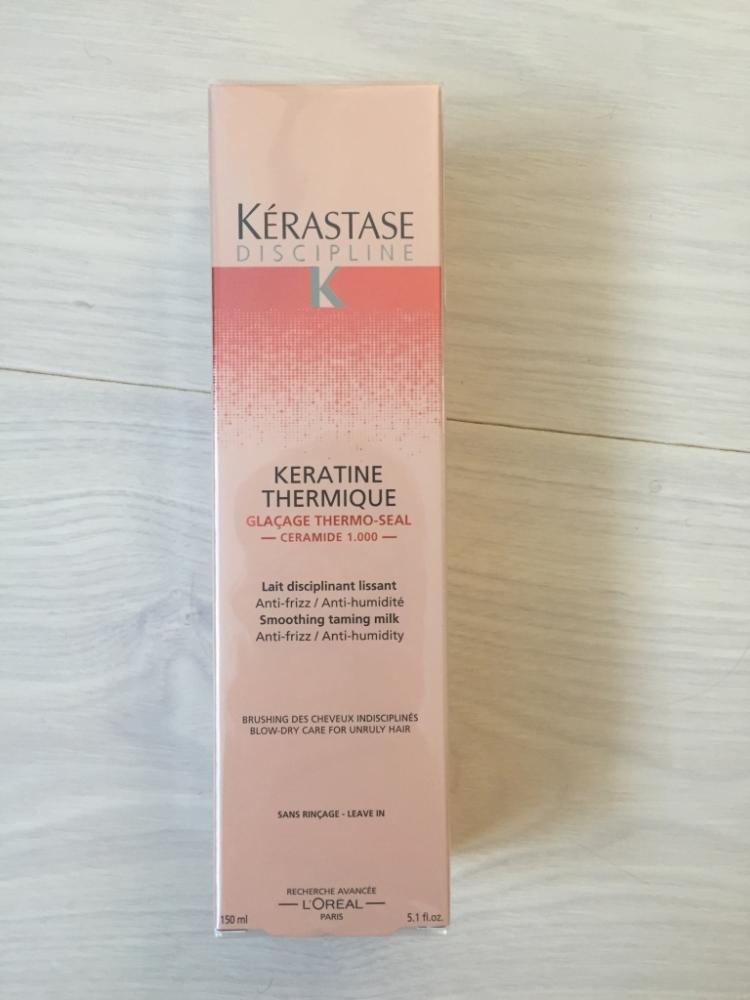 KÉRASTASE
DISCIPLINE
K
KERATINE
THERMIQUE
GLAÇAGE THERMO-SEAL
— CERAMIDE 1.000 —
Lait disciplinant lissant
Anti-frizz / Anti-humidité
Smoothing taming milk
Anti-frizz / Anti-humidity
BRUSHING DES CHEVEUX INDISCIPLINÉS
BLOW-DRY CARE FOR UNRULY HAIR
SANS RINÇAGE - LEAVE IN
RECHERCHE AVANCÉE
— L'ORÉAL —
PARIS
150 ml
5.1 fl.oz.